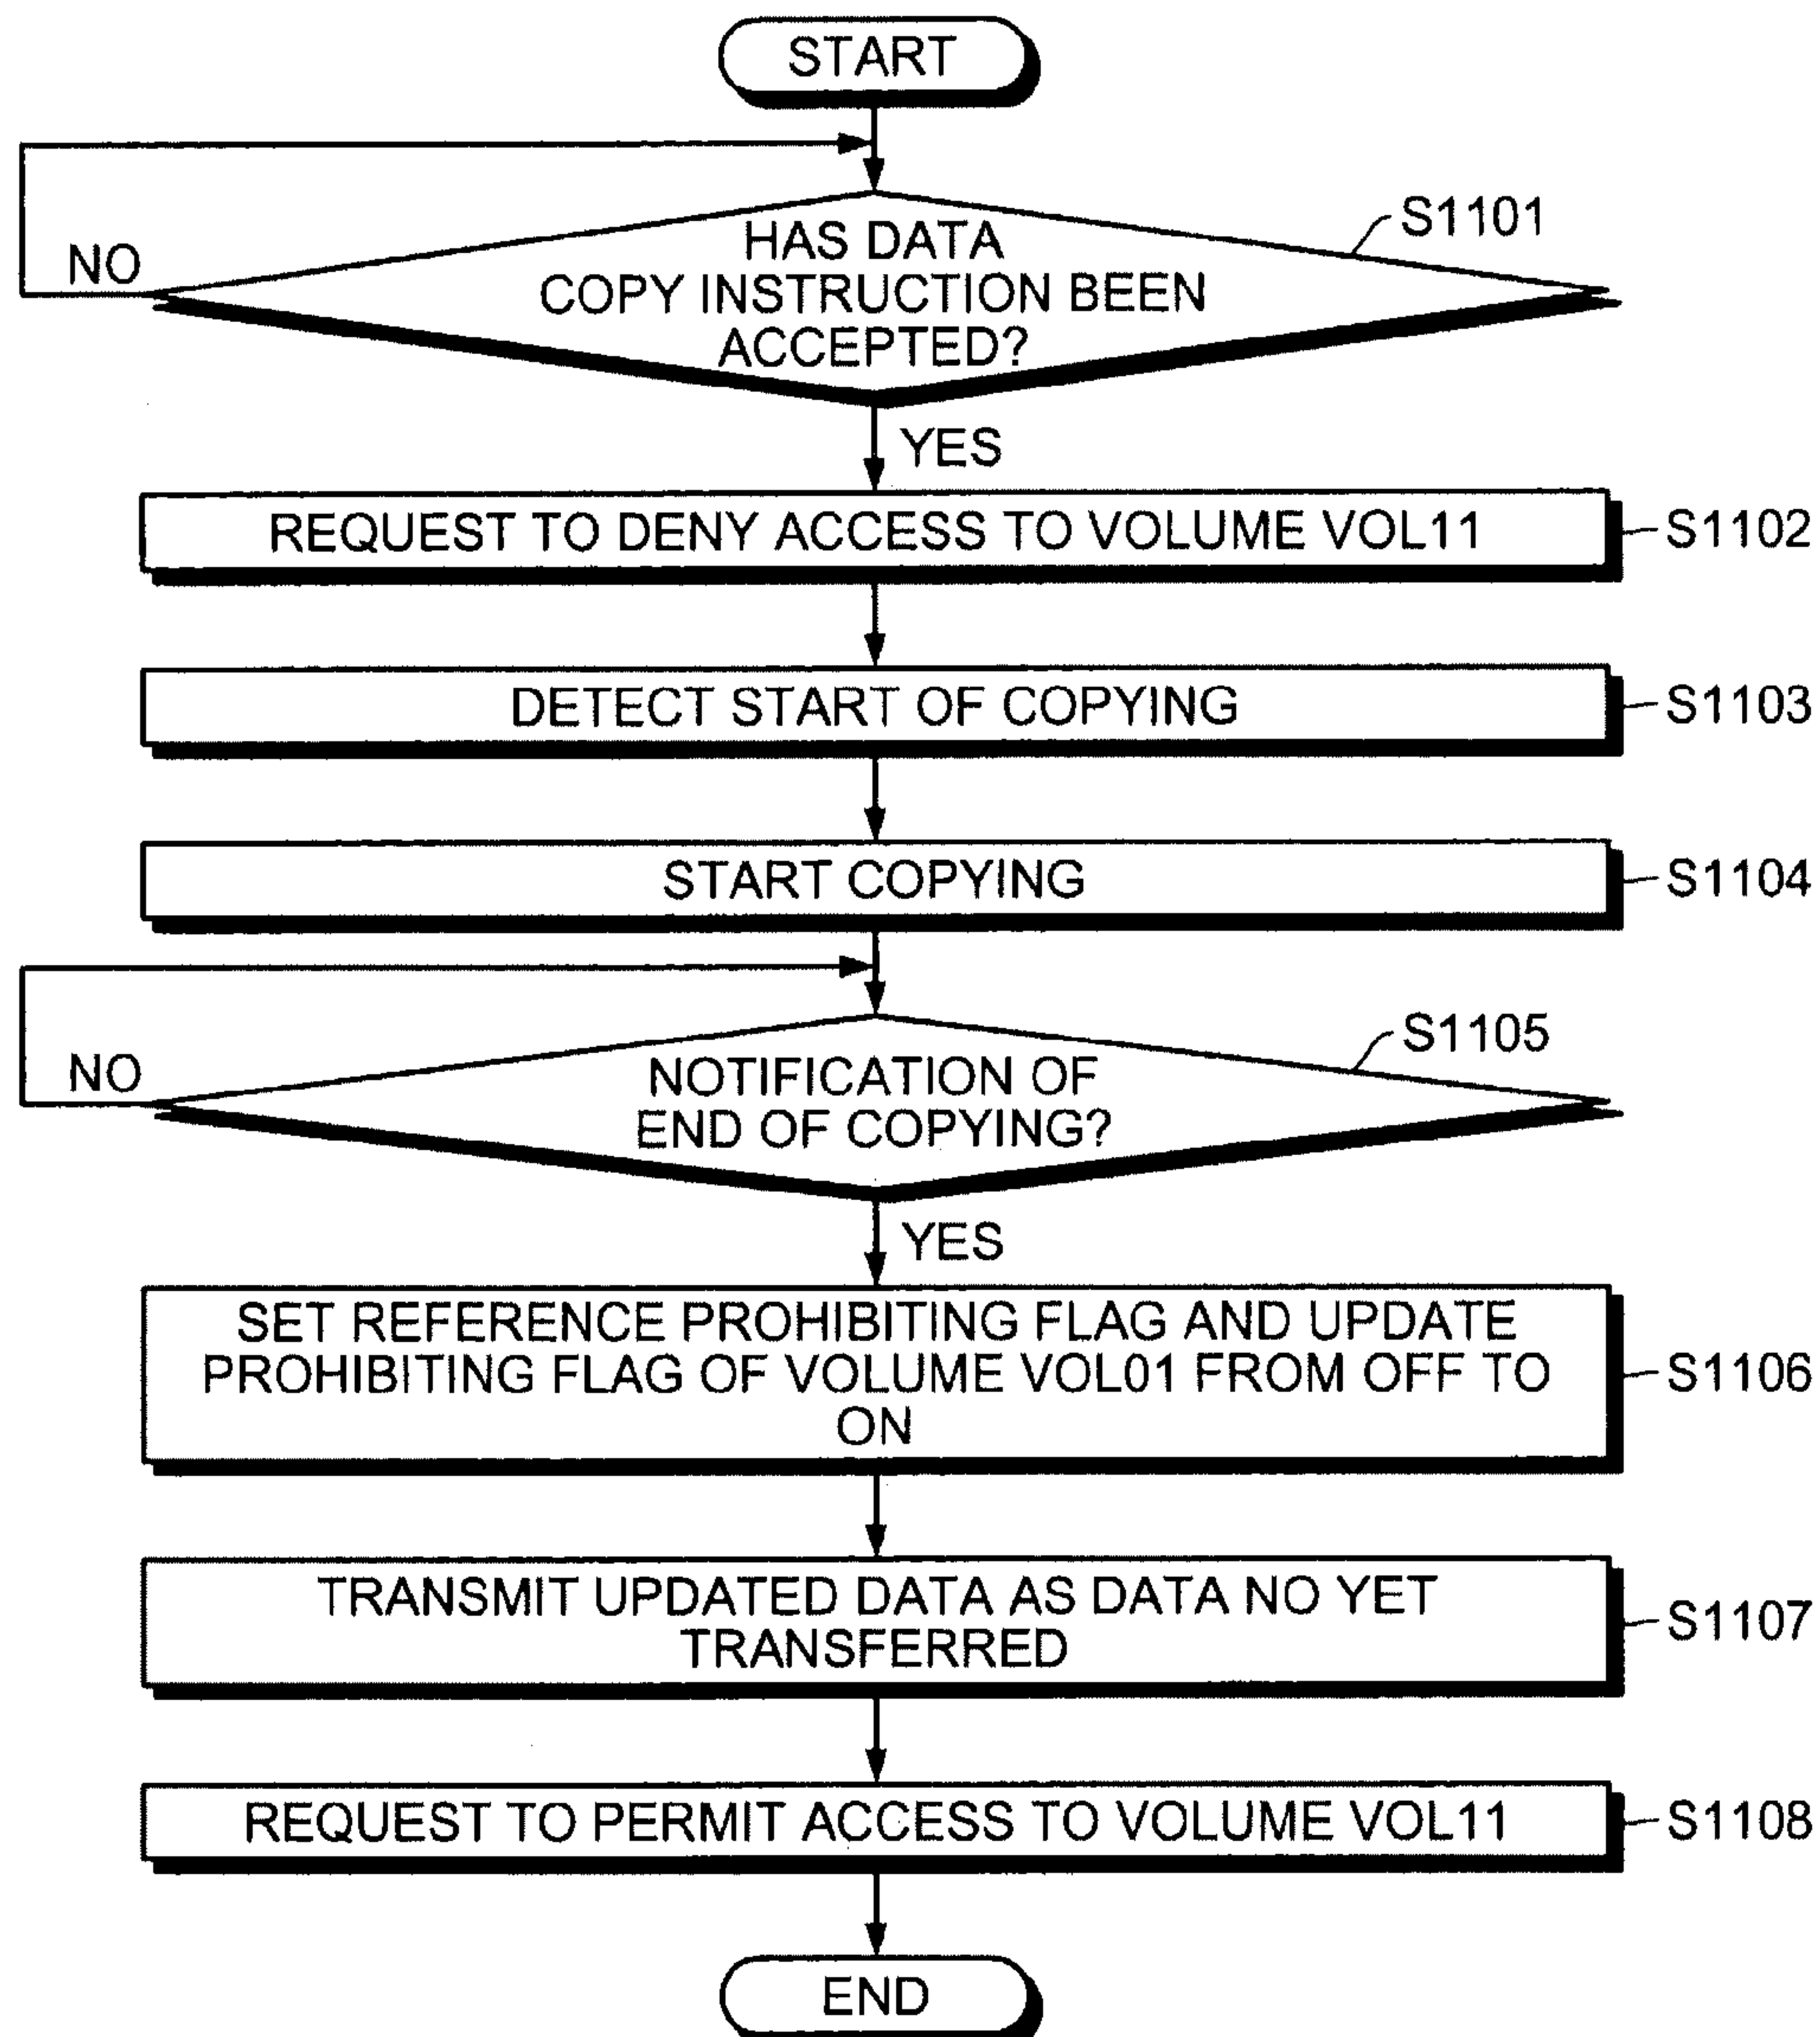 START
HAS DATA
COPY INSTRUCTION BEEN
ACCEPTED?
S1101
NO
YES
REQUEST TO DENY ACCESS TO VOLUME VOL11
S1102
DETECT START OF COPYING
S1103
START COPYING
S1104
NOTIFICATION OF
END OF COPYING?
S1105
NO
YES
SET REFERENCE PROHIBITING FLAG AND UPDATE
PROHIBITING FLAG OF VOLUME VOL01 FROM OFF TO
ON
S1106
TRANSMIT UPDATED DATA AS DATA NO YET
TRANSFERRED
S1107
REQUEST TO PERMIT ACCESS TO VOLUME VOL11
S1108
END